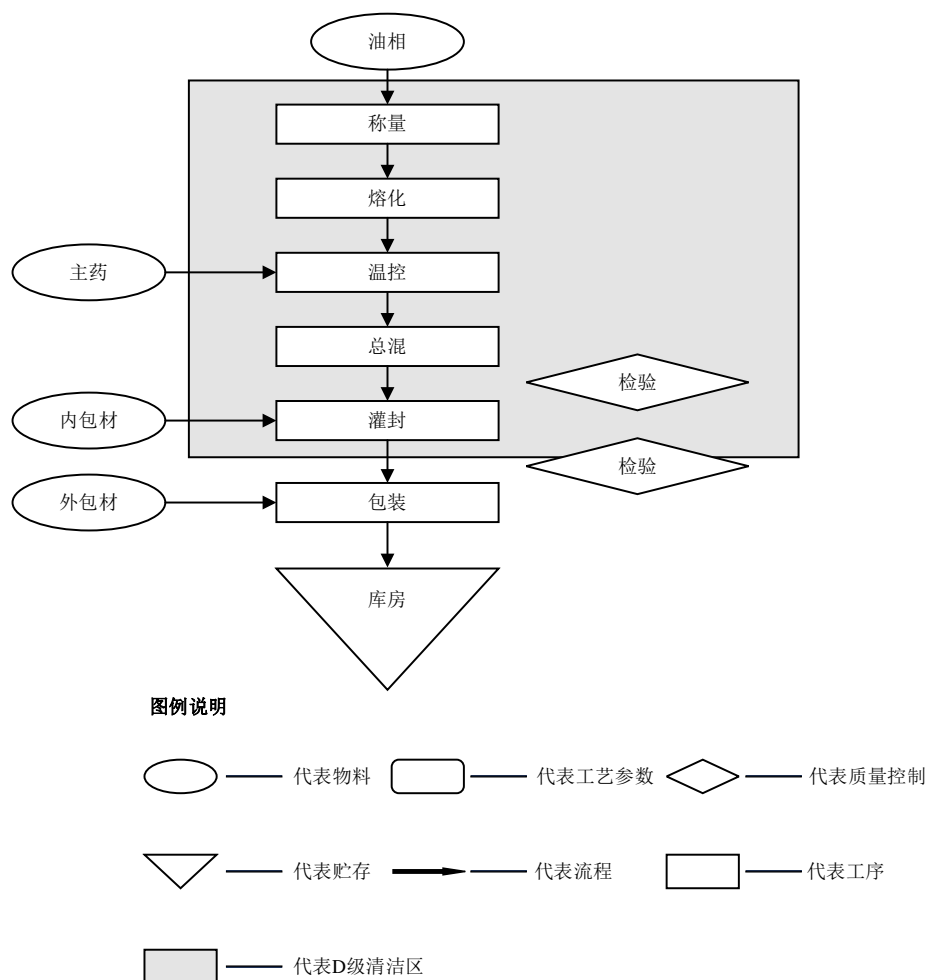 油相
称量
熔化
主药
温控
总混
检验
内包材
灌封
检验
外包材
包装
库房
图例说明
代表物料
代表工艺参数
代表质量控制
代表贮存
代表流程
代表工序
代表D级清洁区